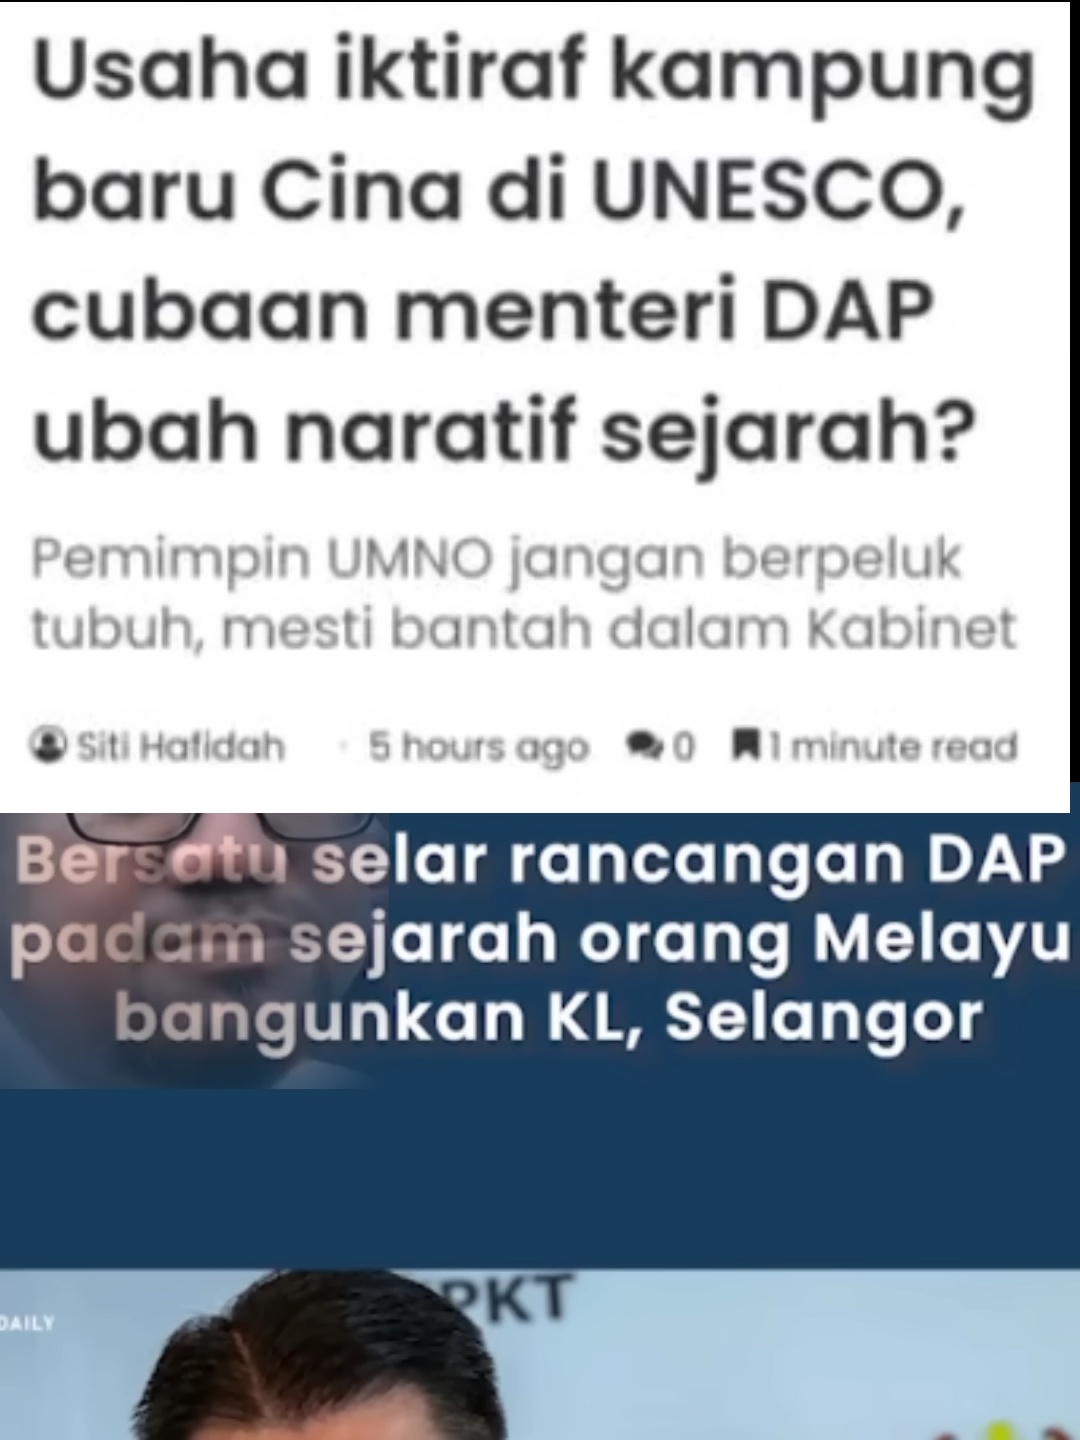 Usaha iktiraf kampung
baru Cina di UNESCO,
cubaan menteri DAP
ubah naratif sejarah?
Pemimpin UMNO jangan berpeluk
tubuh, mesti bantah dalam Kabinet
Siti Hafidah · 5 hours ago 0 1 minute read
Bersatu selar rancangan DAP
padam sejarah orang Melayu
bangunkan KL, Selangor
PKT
DAILY